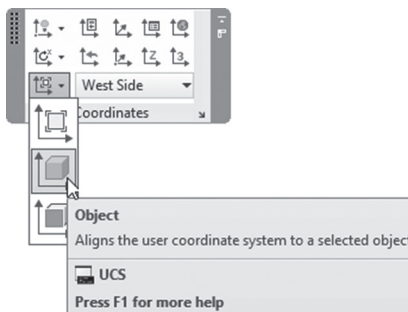 West Side
Coordinates
Object
Aligns the user coordinate system to a selected object
UCS
Press F1 for more help